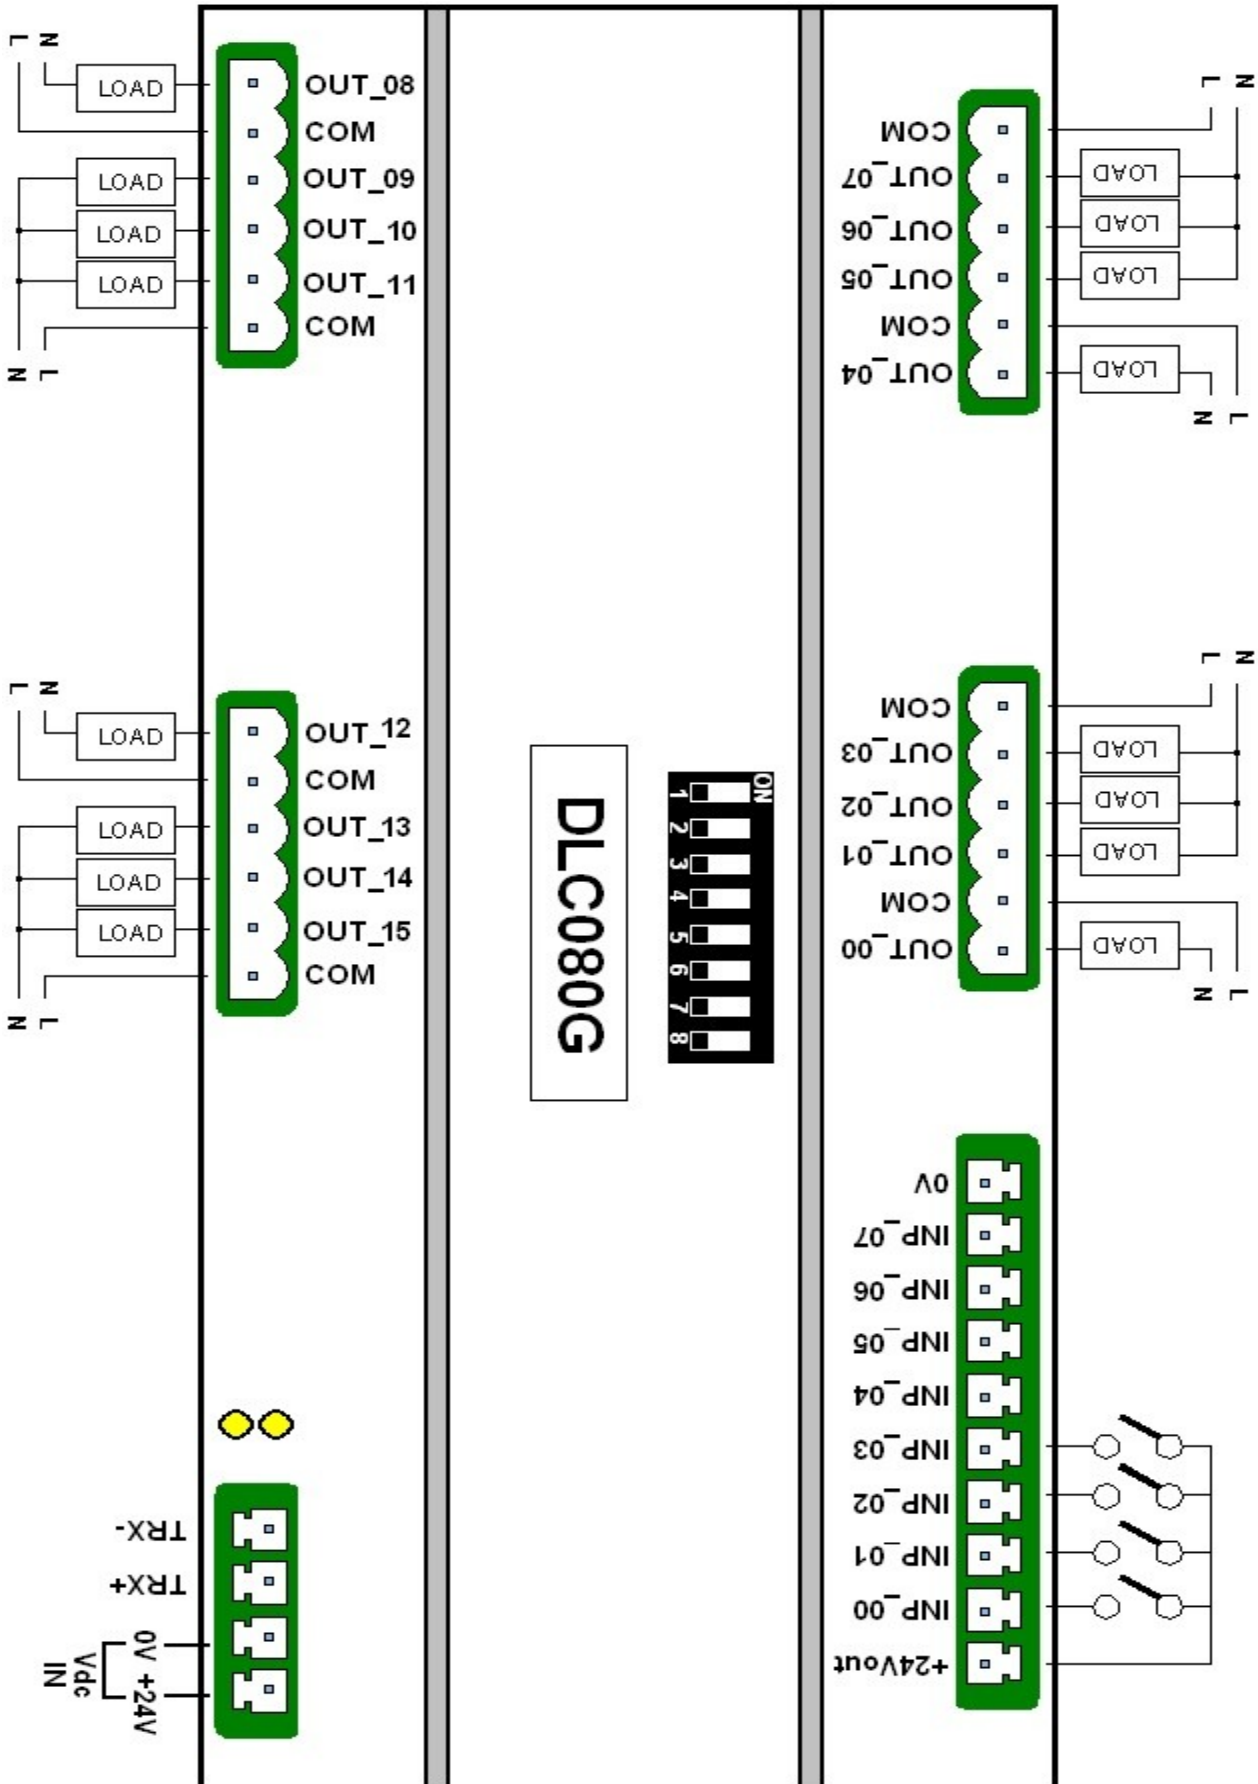 L N
LOAD OUT_08
COM
LOAD OUT_09
LOAD OUT_10
LOAD OUT_11
COM
N L
L N
LOAD OUT_12
COM
LOAD OUT_13
LOAD OUT_14
LOAD OUT_15
COM
N L
TRX-
TRX+
0V
+24V
Vdc
IN
DLC080G
ON
1
2
3
4
5
6
7
8
L N
COM
OUT_07 LOAD
OUT_06 LOAD
OUT_05 LOAD
COM
OUT_04 LOAD
N L
L N
COM
OUT_03 LOAD
OUT_02 LOAD
OUT_01 LOAD
COM
OUT_00 LOAD
N L
0V
INP_07
INP_06
INP_05
INP_04
INP_03
INP_02
INP_01
INP_00
+24Vout